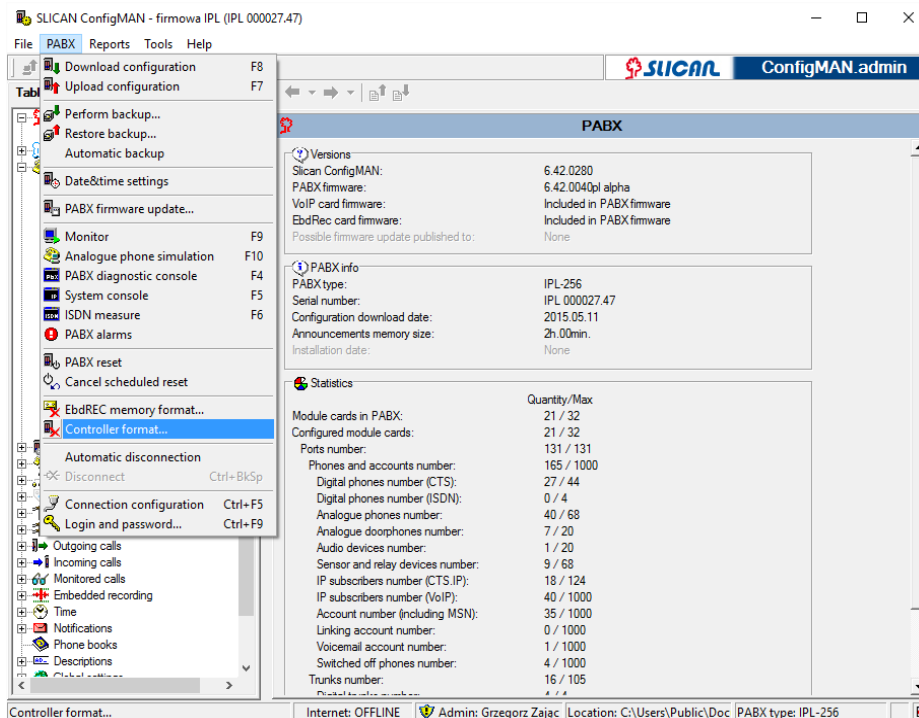 SLICAN ConfigMAN - firmowa IPL (IPL 000027.47)
File PABX Reports Tools Help
SLICAN ConfigMAN.admin
Download configuration F8
Upload configuration F7
Perform backup...
Restore backup...
Automatic backup
Date&time settings
PABX firmware update...
Monitor F9
Analogue phone simulation F10
PABX diagnostic console F4
System console F5
ISDN measure F6
PABX alarms
PABX reset
Cancel scheduled reset
EbdREC memory format...
Controller format...
Automatic disconnection
Disconnect Ctrl+BkSp
Connection configuration Ctrl+F5
Login and password... Ctrl+F9
Outgoing calls
Incoming calls
Monitored calls
Embedded recording
Time
Notifications
Phone books
Descriptions
Global settings
PABX
Versions
Slican ConfigMAN: 6.42.0280
PABX firmware: 6.42.0040pl alpha
VoIP card firmware: Included in PABX firmware
EbdRec card firmware: Included in PABX firmware
Possible firmware update published to: None
PABX info
PABX type: IPL-256
Serial number: IPL 000027.47
Configuration download date: 2015.05.11
Announcements memory size: 2h.00min.
Installation date: None
Statistics
Quantity/Max
Module cards in PABX: 21 / 32
Configured module cards: 21 / 32
Ports number: 131 / 131
Phones and accounts number: 165 / 1000
Digital phones number (CTS): 27 / 44
Digital phones number (ISDN): 0 / 4
Analogue phones number: 40 / 68
Analogue doorphones number: 7 / 20
Audio devices number: 1 / 20
Sensor and relay devices number: 9 / 68
IP subscribers number (CTS.IP): 18 / 124
IP subscribers number (VoIP): 40 / 1000
Account number (including MSN): 35 / 1000
Linking account number: 0 / 1000
Voicemail account number: 1 / 1000
Switched off phones number: 4 / 1000
Trunks number: 16 / 105
Digital trunks number: 4 / 4
Controller format... Internet: OFFLINE Admin: Grzegorz Zając Location: C:\Users\Public\Doc PABX type: IPL-256